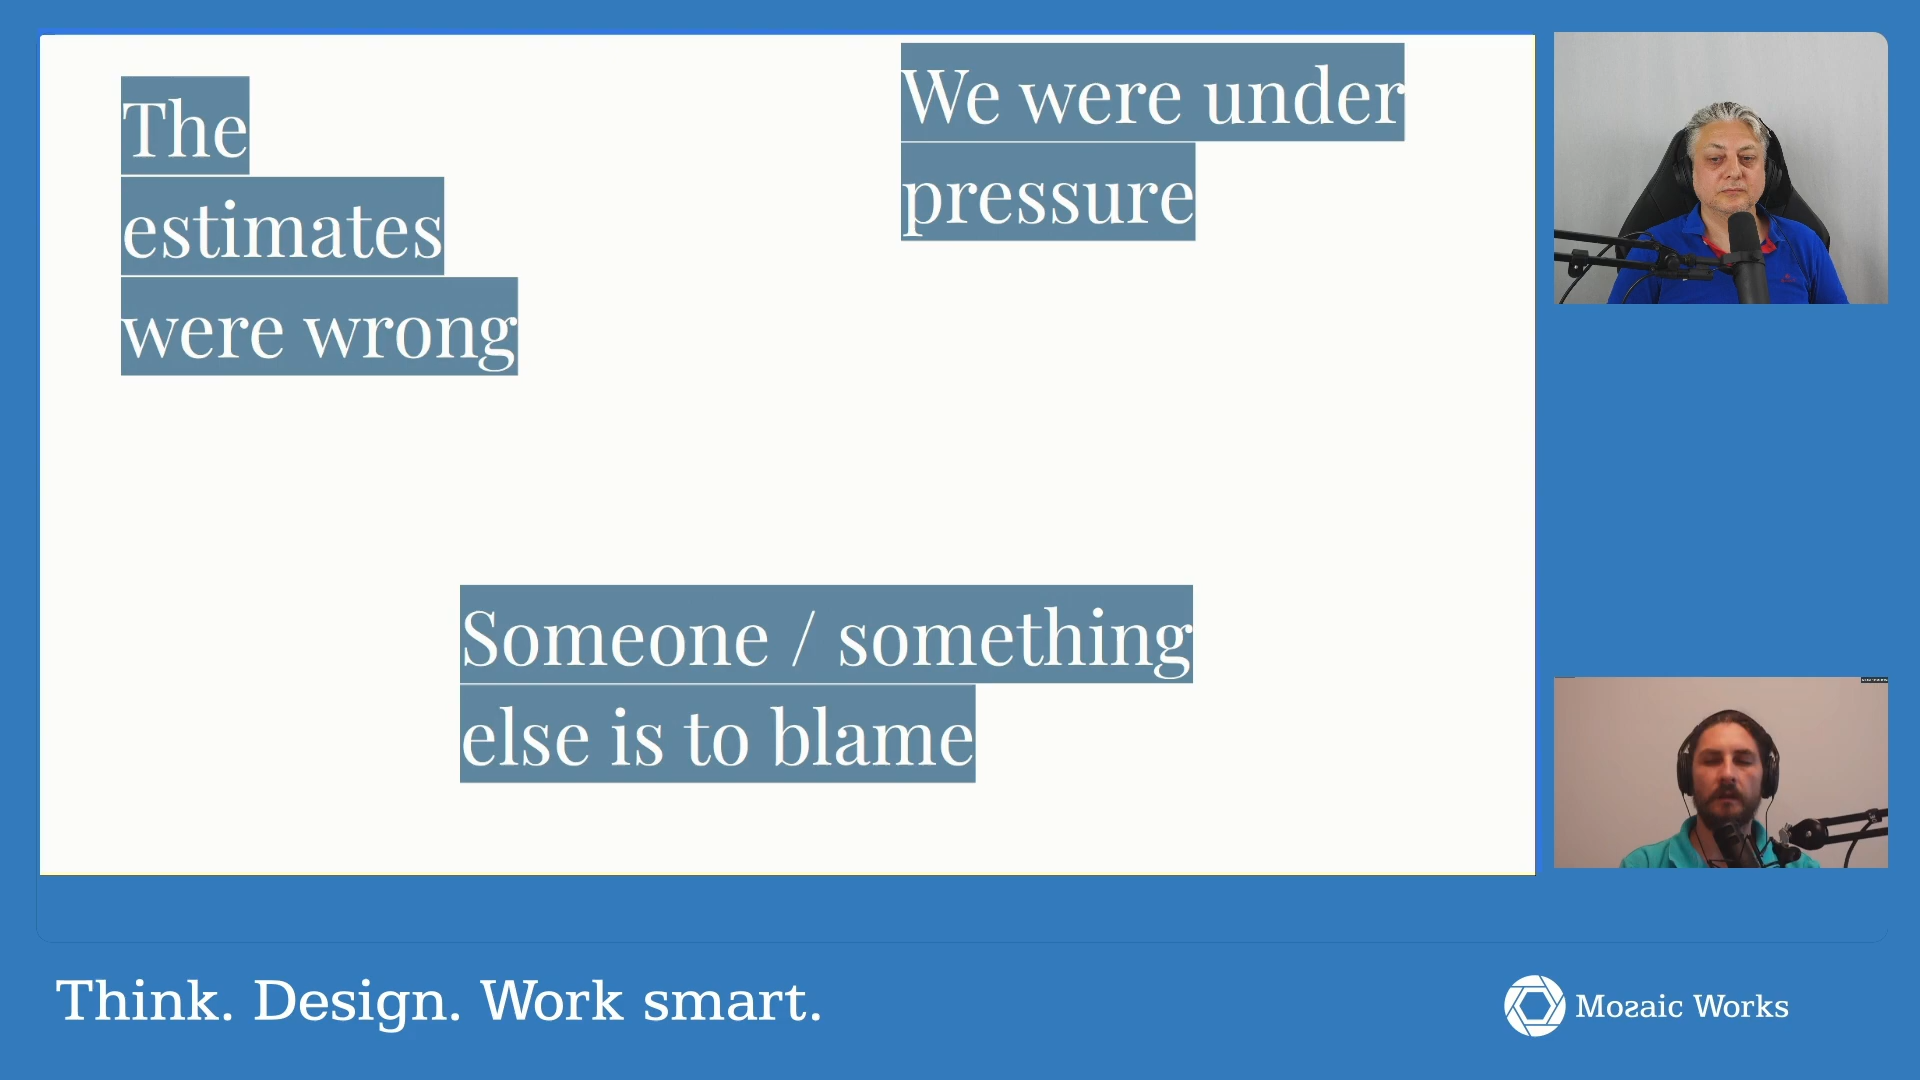 The
estimates
were wrong
We were under
pressure
Someone / something
else is to blame
Think. Design. Work smart.
Mozaic Works